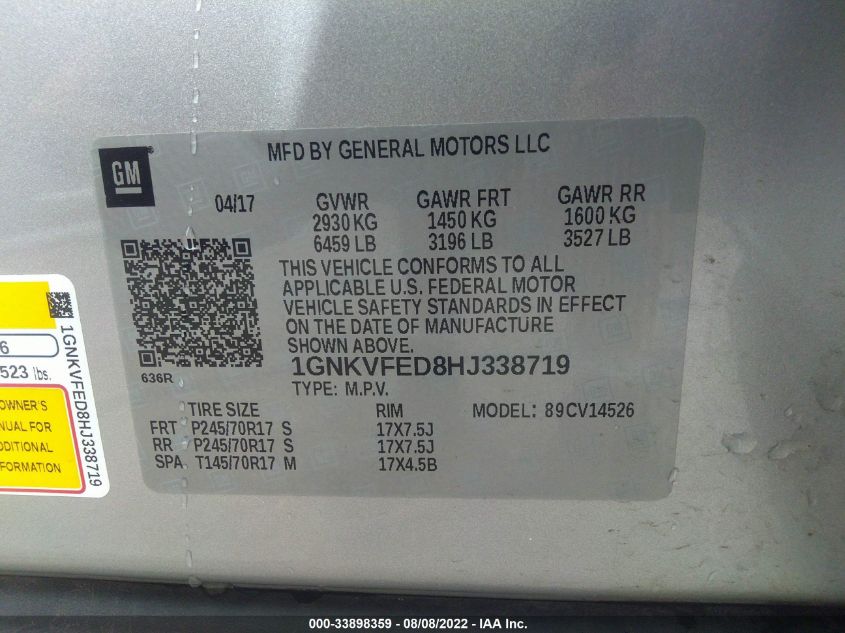 MFD BY GENERAL MOTORS LLC
GM
04/17
GVWR GAWR FRT GAWR RR
2930 KG 1450 KG 1600 KG
6459 LB 3196 LB 3527 LB
THIS VEHICLE CONFORMS TO ALL
APPLICABLE U.S. FEDERAL MOTOR
VEHICLE SAFETY STANDARDS IN EFFECT
ON THE DATE OF MANUFACTURE
SHOWN ABOVE.
1GNKVFED8HJ338719
636R
TYPE: M.P.V.
TIRE SIZE RIM MODEL: 89CV14526
FRT P245/70R17 S 17X7.5J
RR P245/70R17 S 17X7.5J
SPA T145/70R17 M 17X4.5B
6
523 lbs.
OWNER'S
NUAL FOR
DDITIONAL
FORMATION
1GNKVFED8HJ338719
000-33898359 - 08/08/2022 - IAA Inc.